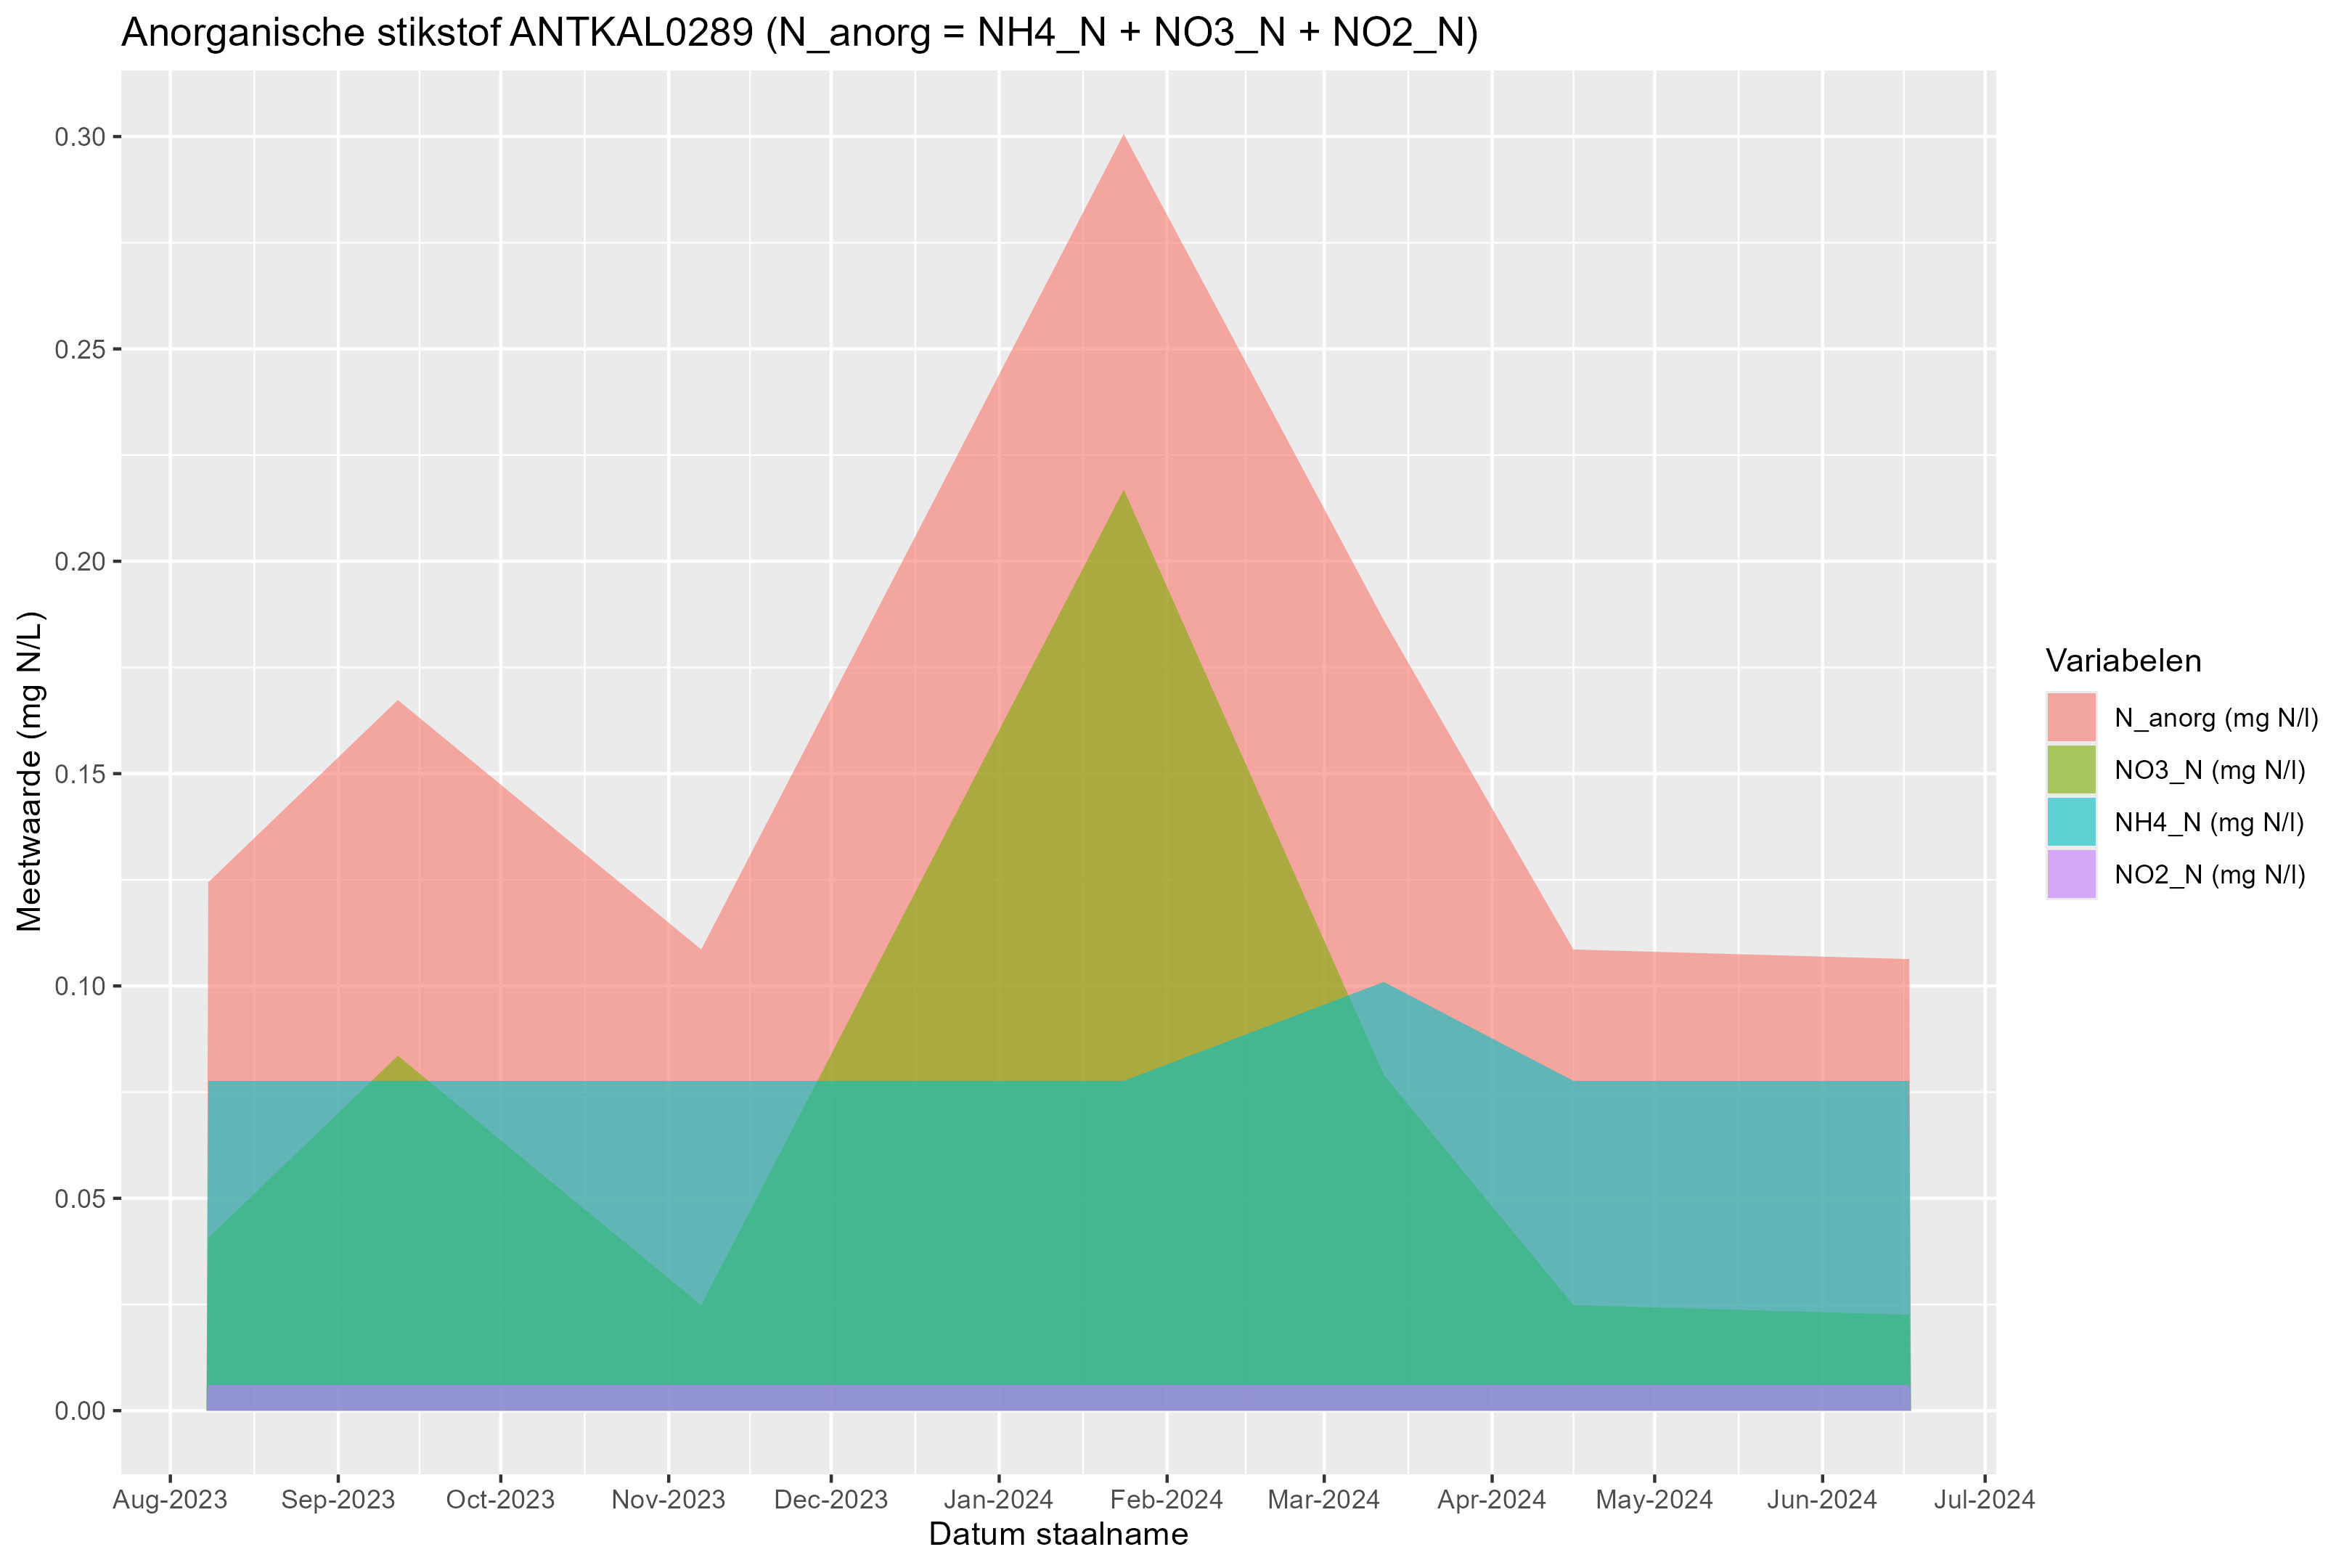 Anorganische stikstof ANTKAL0289 (N_anorg = NH4_N + NO3_N + NO2_N)
Meetwaarde (mg N/L)
0.30
0.25
0.20
0.15
0.10
0.05
0.00
Aug-2023 Sep-2023 Oct-2023 Nov-2023 Dec-2023 Jan-2024 Feb-2024 Mar-2024 Apr-2024 May-2024 Jun-2024 Jul-2024
Datum staalname
Variabelen
N_anorg (mg N/l)
NO3_N (mg N/l)
NH4_N (mg N/l)
NO2_N (mg N/l)